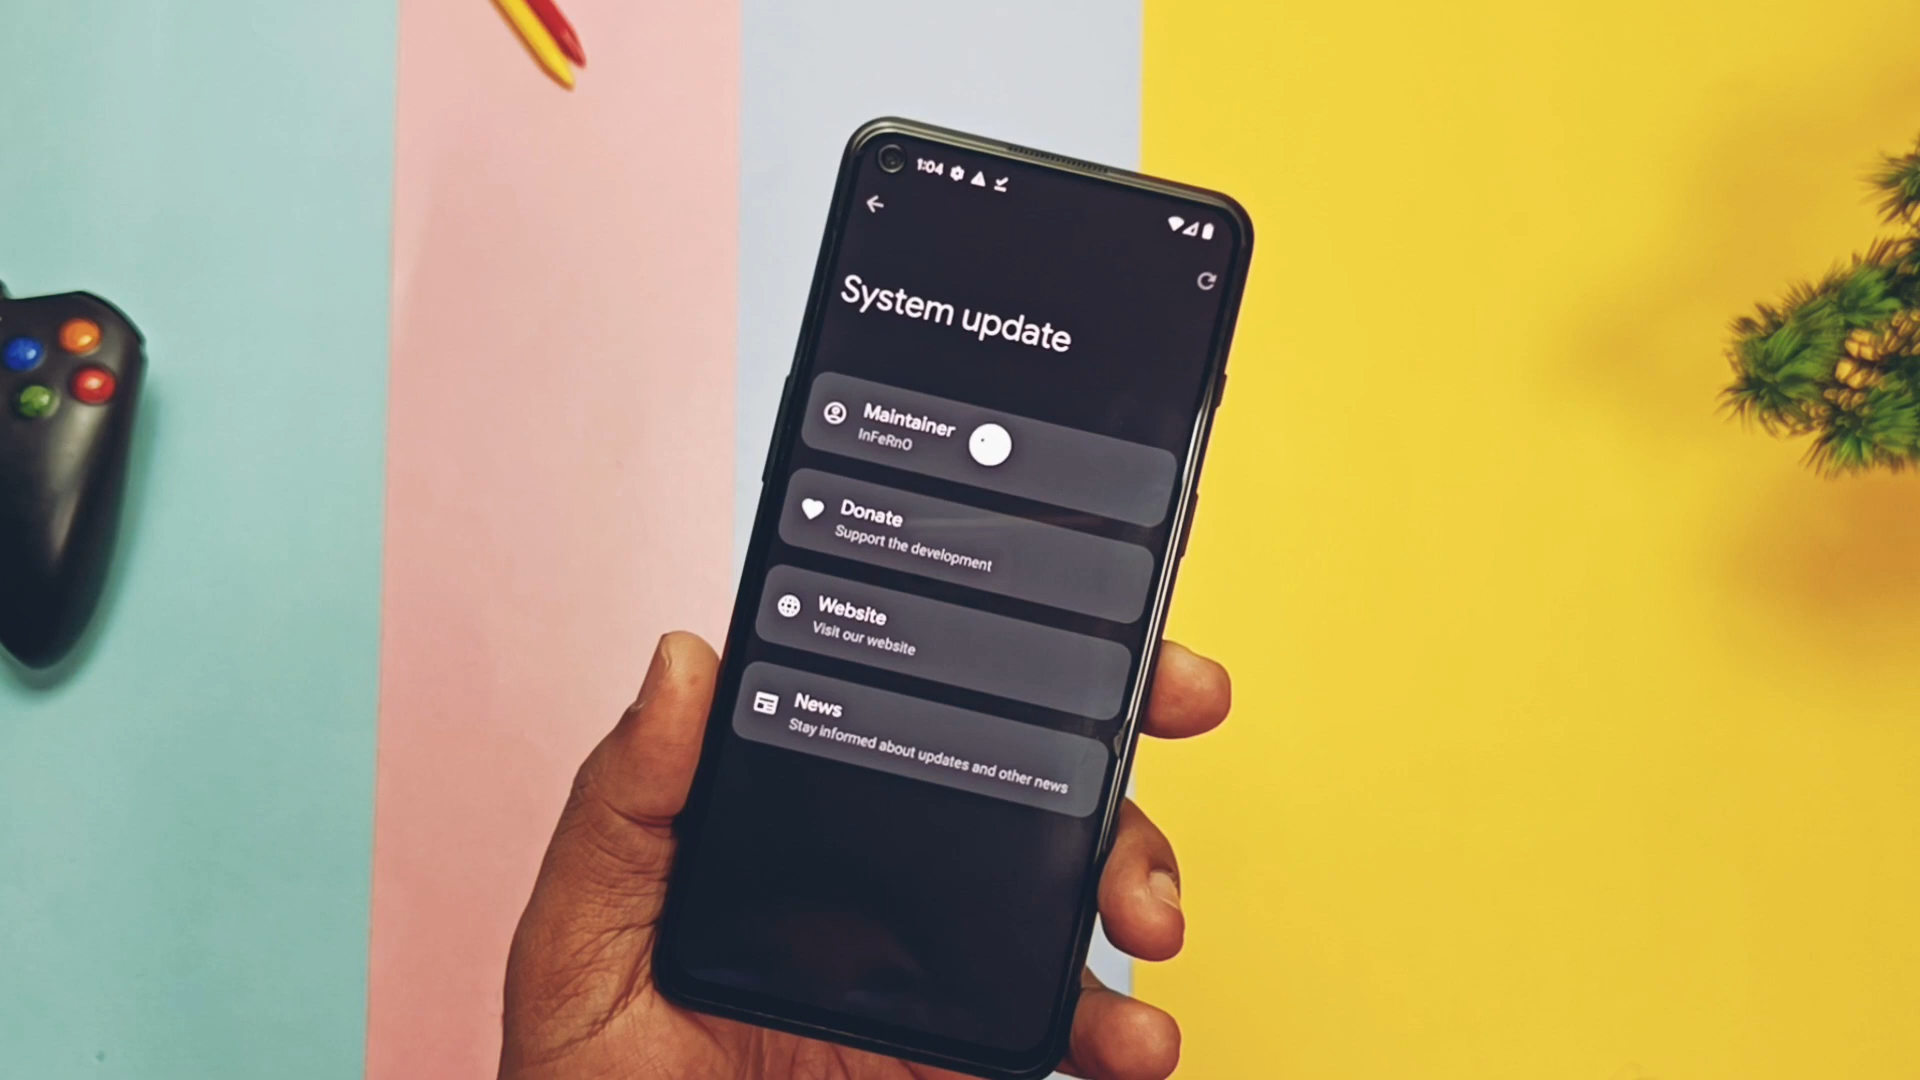 1:04
System update
Maintainer
InFeRnO
Donate
Support the development
Website
Visit our website
News
Stay informed about updates and other news